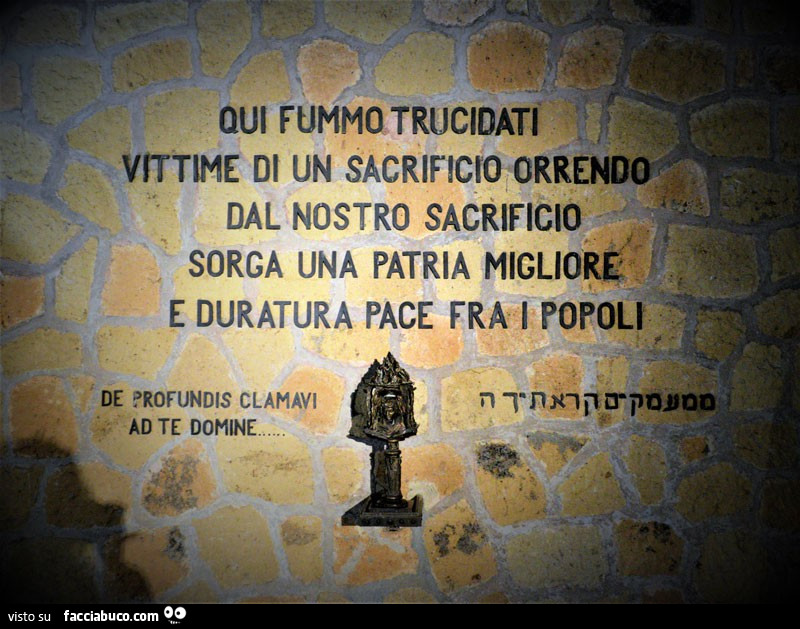 QUI FUMMO TRUCIDATI
VITTIME DI UN SACRIFICIO ORRENDO
DAL NOSTRO SACRIFICIO
SORGA UNA PATRIA MIGLIORE
E DURATURA PACE FRA I POPOLI
DE PROFUNDIS CLAMAVI
AD TE DOMINE......
ממעמקים קראתיך ה
visto su facciabuco.com